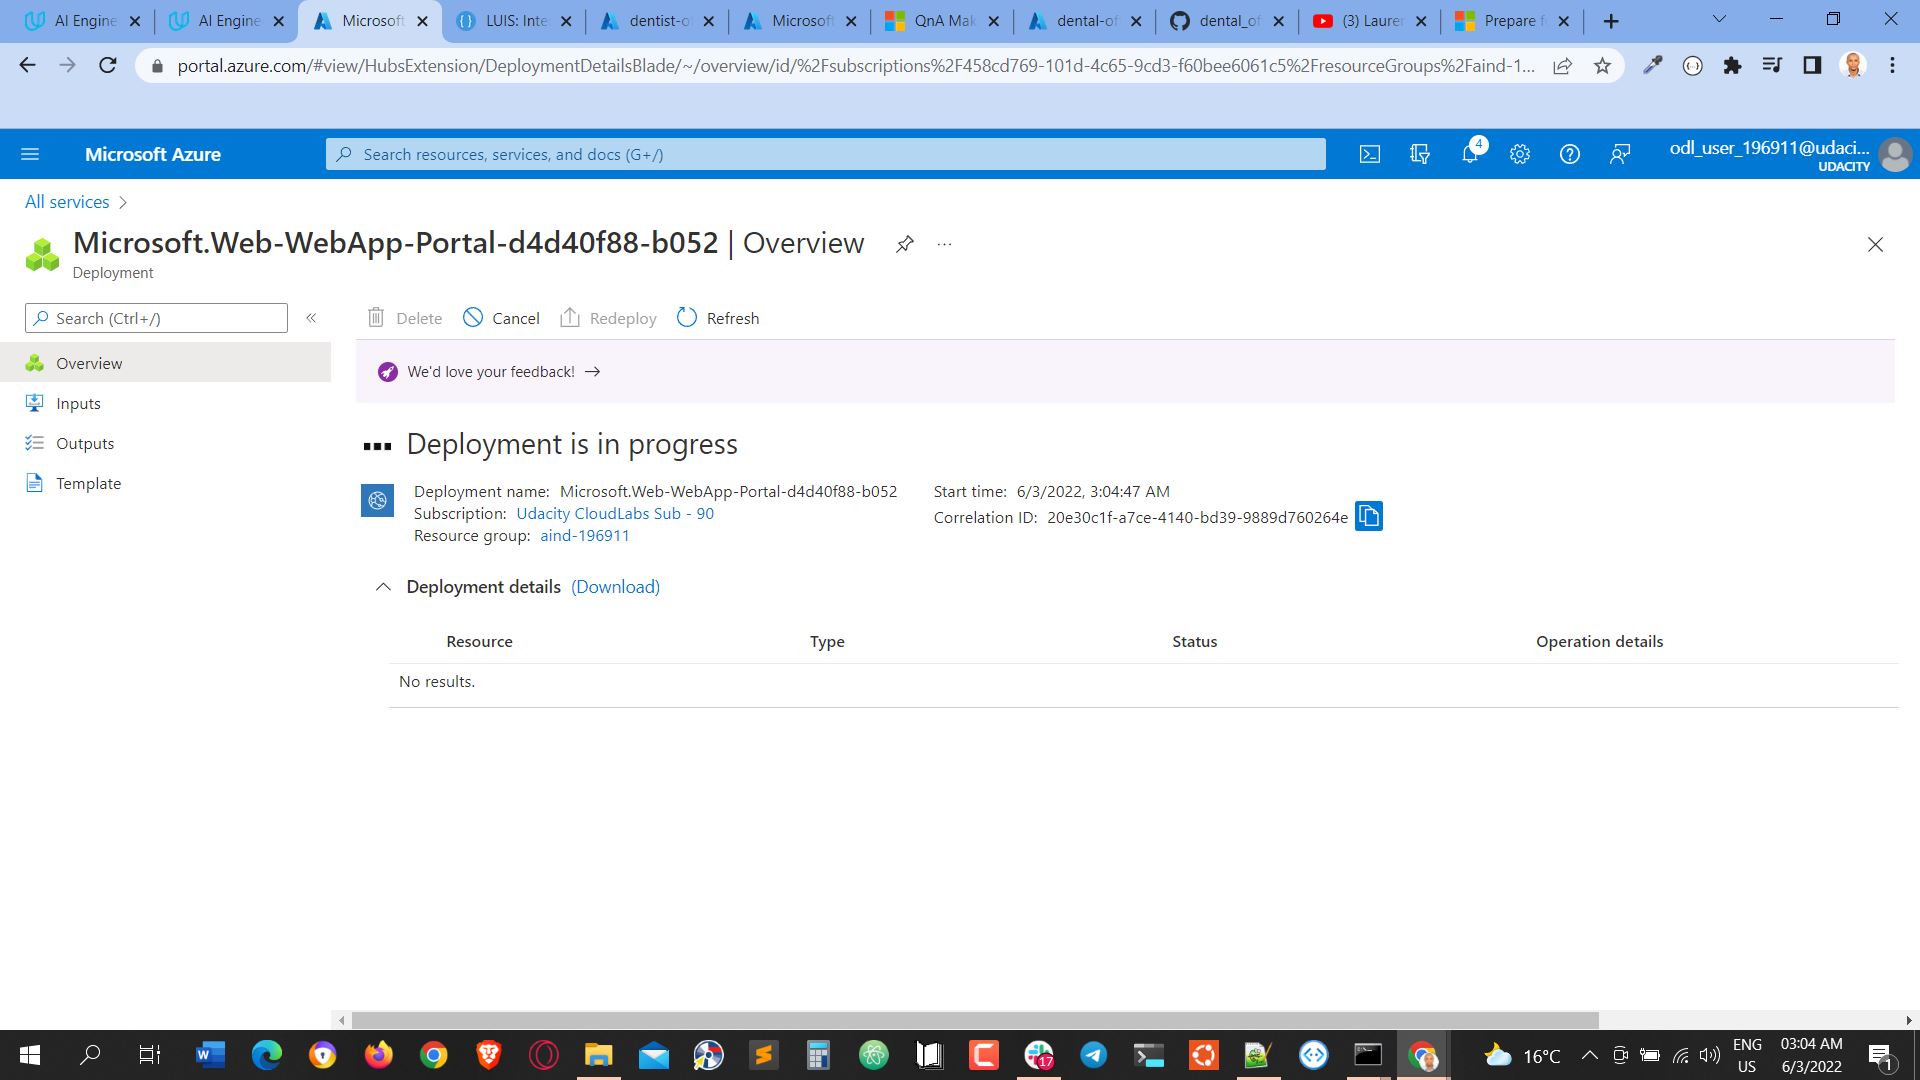 AI Engine
AI Engine
Microsoft
LUIS: Inte
dentist-o
Microsoft
QnA Mak
dental-of
dental_of
(3) Lauren
Prepare f
portal.azure.com/#view/HubsExtension/DeploymentDetailsBlade/~/overview/id/%2Fsubscriptions%2F458cd769-101d-4c65-9cd3-f60bee6061c5%2FresourceGroups%2Faind-1...
Microsoft Azure
Search resources, services, and docs (G+/)
4
odl_user_196911@udaci...
UDACITY
All services
Microsoft.Web-WebApp-Portal-d4d40f88-b052 | Overview
Deployment
Search (Ctrl+/)
Delete
Cancel
Redeploy
Refresh
Overview
Inputs
Outputs
Template
We'd love your feedback!
Deployment is in progress
Deployment name: Microsoft.Web-WebApp-Portal-d4d40f88-b052
Subscription: Udacity CloudLabs Sub - 90
Resource group: aind-196911
Start time: 6/3/2022, 3:04:47 AM
Correlation ID: 20e30c1f-a7ce-4140-bd39-9889d760264e
Deployment details (Download)
Resource Type Status Operation details
No results.
17
16°C
ENG
US
03:04 AM
6/3/2022
1